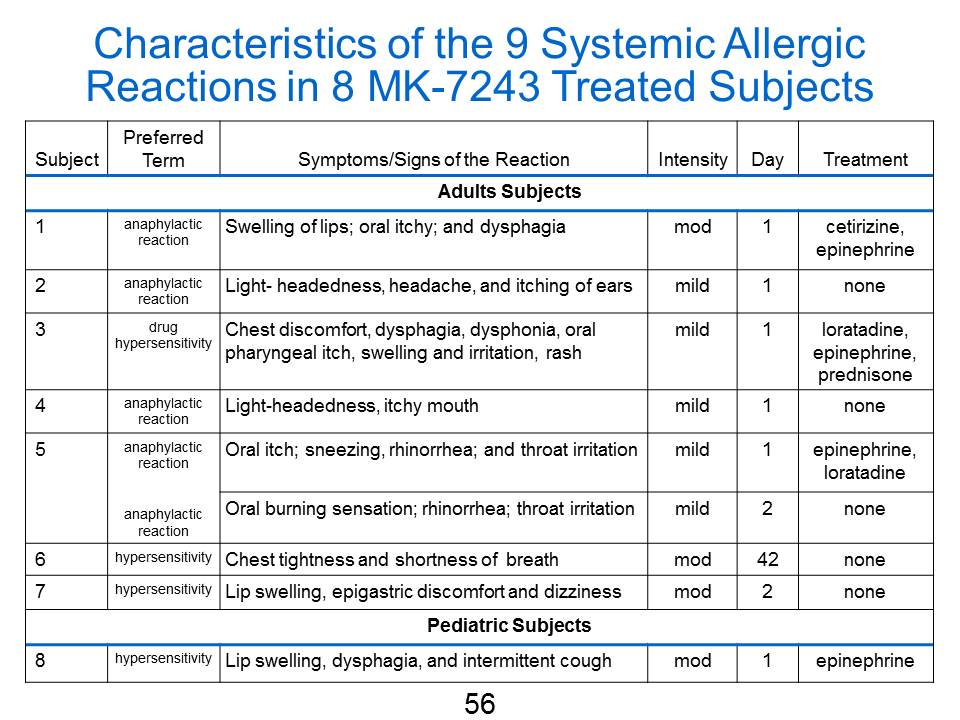 Characteristics of the 9 Systemic Allergic
Reactions in 8 MK-7243 Treated Subjects
Subject Preferred Term Symptoms/Signs of the Reaction Intensity Day Treatment
Adults Subjects
1 anaphylactic reaction Swelling of lips; oral itchy; and dysphagia mod 1 cetirizine, epinephrine
2 anaphylactic reaction Light- headedness, headache, and itching of ears mild 1 none
3 drug hypersensitivity Chest discomfort, dysphagia, dysphonia, oral pharyngeal itch, swelling and irritation, rash mild 1 loratadine, epinephrine, prednisone
4 anaphylactic reaction Light-headedness, itchy mouth mild 1 none
5 anaphylactic reaction Oral itch; sneezing, rhinorrhea; and throat irritation mild 1 epinephrine, loratadine
anaphylactic reaction Oral burning sensation; rhinorrhea; throat irritation mild 2 none
6 hypersensitivity Chest tightness and shortness of breath mod 42 none
7 hypersensitivity Lip swelling, epigastric discomfort and dizziness mod 2 none
Pediatric Subjects
8 hypersensitivity Lip swelling, dysphagia, and intermittent cough mod 1 epinephrine
56